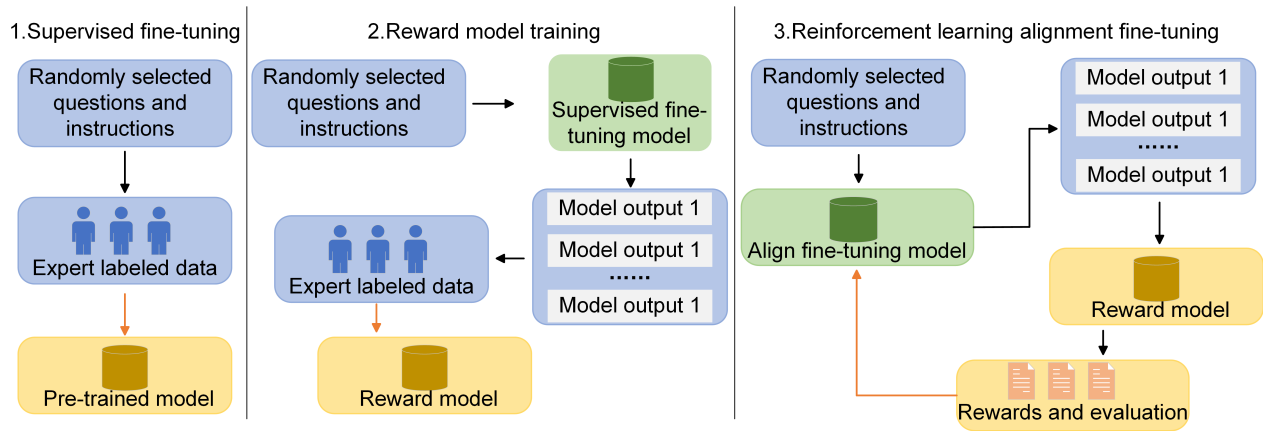 1.Supervised fine-tuning
Randomly selected
questions and
instructions
Expert labeled data
Pre-trained model
2.Reward model training
Randomly selected
questions and
instructions
Supervised fine-
tuning model
Model output 1
Model output 1
······
Model output 1
Expert labeled data
Reward model
3.Reinforcement learning alignment fine-tuning
Randomly selected
questions and
instructions
Align fine-tuning model
Model output 1
Model output 1
······
Model output 1
Reward model
Rewards and evaluation